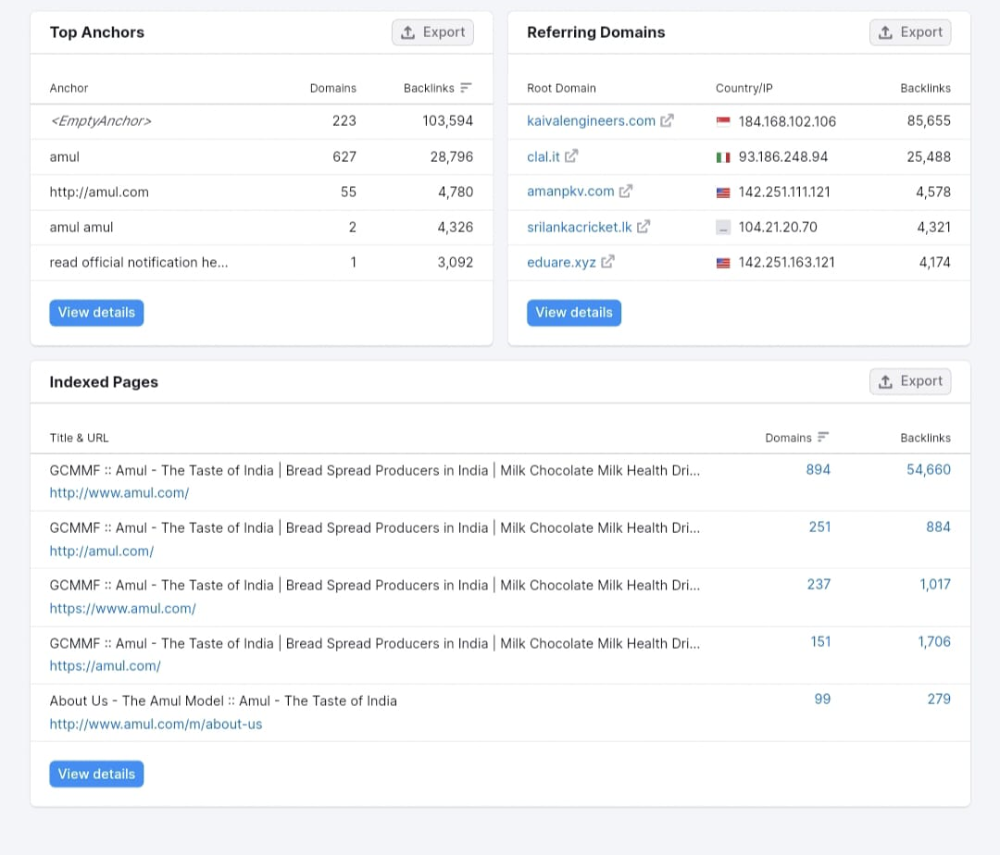 Top Anchors
Export
Anchor Domains Backlinks
<EmptyAnchor> 223 103,594
amul 627 28,796
http://amul.com 55 4,780
amul amul 2 4,326
read official notification he... 1 3,092
View details
Referring Domains
Export
Root Domain Country/IP Backlinks
kaivalengineers.com 184.168.102.106 85,655
clal.it 93.186.248.94 25,488
amanpkv.com 142.251.111.121 4,578
srilankacricket.lk 104.21.20.70 4,321
eduare.xyz 142.251.163.121 4,174
View details
Indexed Pages
Export
Title & URL Domains Backlinks
GCMMF :: Amul - The Taste of India | Bread Spread Producers in India | Milk Chocolate Milk Health Dri... 894 54,660
http://www.amul.com/
GCMMF :: Amul - The Taste of India | Bread Spread Producers in India | Milk Chocolate Milk Health Dri... 251 884
http://amul.com/
GCMMF :: Amul - The Taste of India | Bread Spread Producers in India | Milk Chocolate Milk Health Dri... 237 1,017
https://www.amul.com/
GCMMF :: Amul - The Taste of India | Bread Spread Producers in India | Milk Chocolate Milk Health Dri... 151 1,706
https://amul.com/
About Us - The Amul Model :: Amul - The Taste of India 99 279
http://www.amul.com/m/about-us
View details